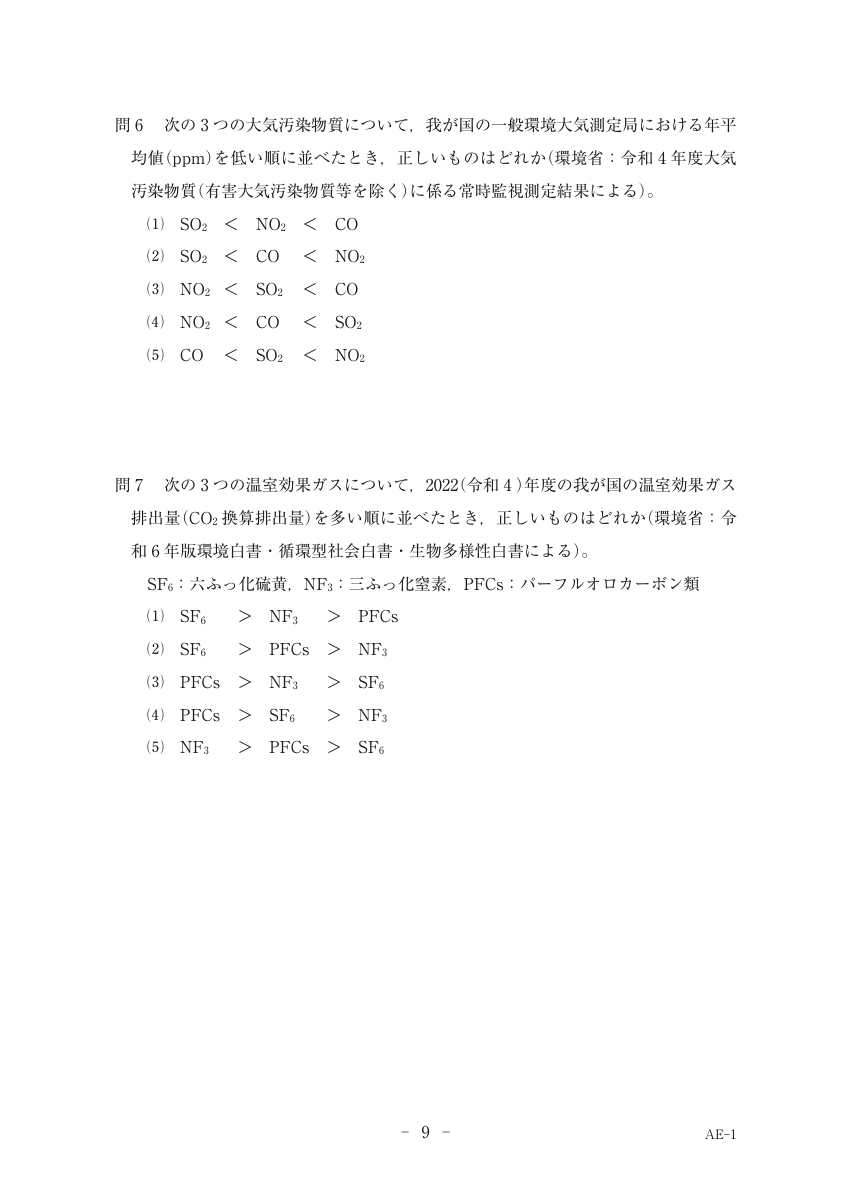 問6 次の3つの大気汚染物質について，我が国の一般環境大気測定局における年平
均値(ppm)を低い順に並べたとき，正しいものはどれか(環境省：令和4年度大気
汚染物質(有害大気汚染物質等を除く)に係る常時監視測定結果による)。
⑴ SO₂ ＜ NO₂ ＜ CO
⑵ SO₂ ＜ CO ＜ NO₂
⑶ NO₂ ＜ SO₂ ＜ CO
⑷ NO₂ ＜ CO ＜ SO₂
⑸ CO ＜ SO₂ ＜ NO₂
問7 次の3つの温室効果ガスについて，2022(令和4)年度の我が国の温室効果ガス
排出量(CO₂換算排出量)を多い順に並べたとき，正しいものはどれか(環境省：令
和6年版環境白書・循環型社会白書・生物多様性白書による)。
SF₆：六ふっ化硫黄，NF₃：三ふっ化窒素，PFCs：パーフルオロカーボン類
⑴ SF₆ ＞ NF₃ ＞ PFCs
⑵ SF₆ ＞ PFCs ＞ NF₃
⑶ PFCs ＞ NF₃ ＞ SF₆
⑷ PFCs ＞ SF₆ ＞ NF₃
⑸ NF₃ ＞ PFCs ＞ SF₆
- 9 -
AE-1